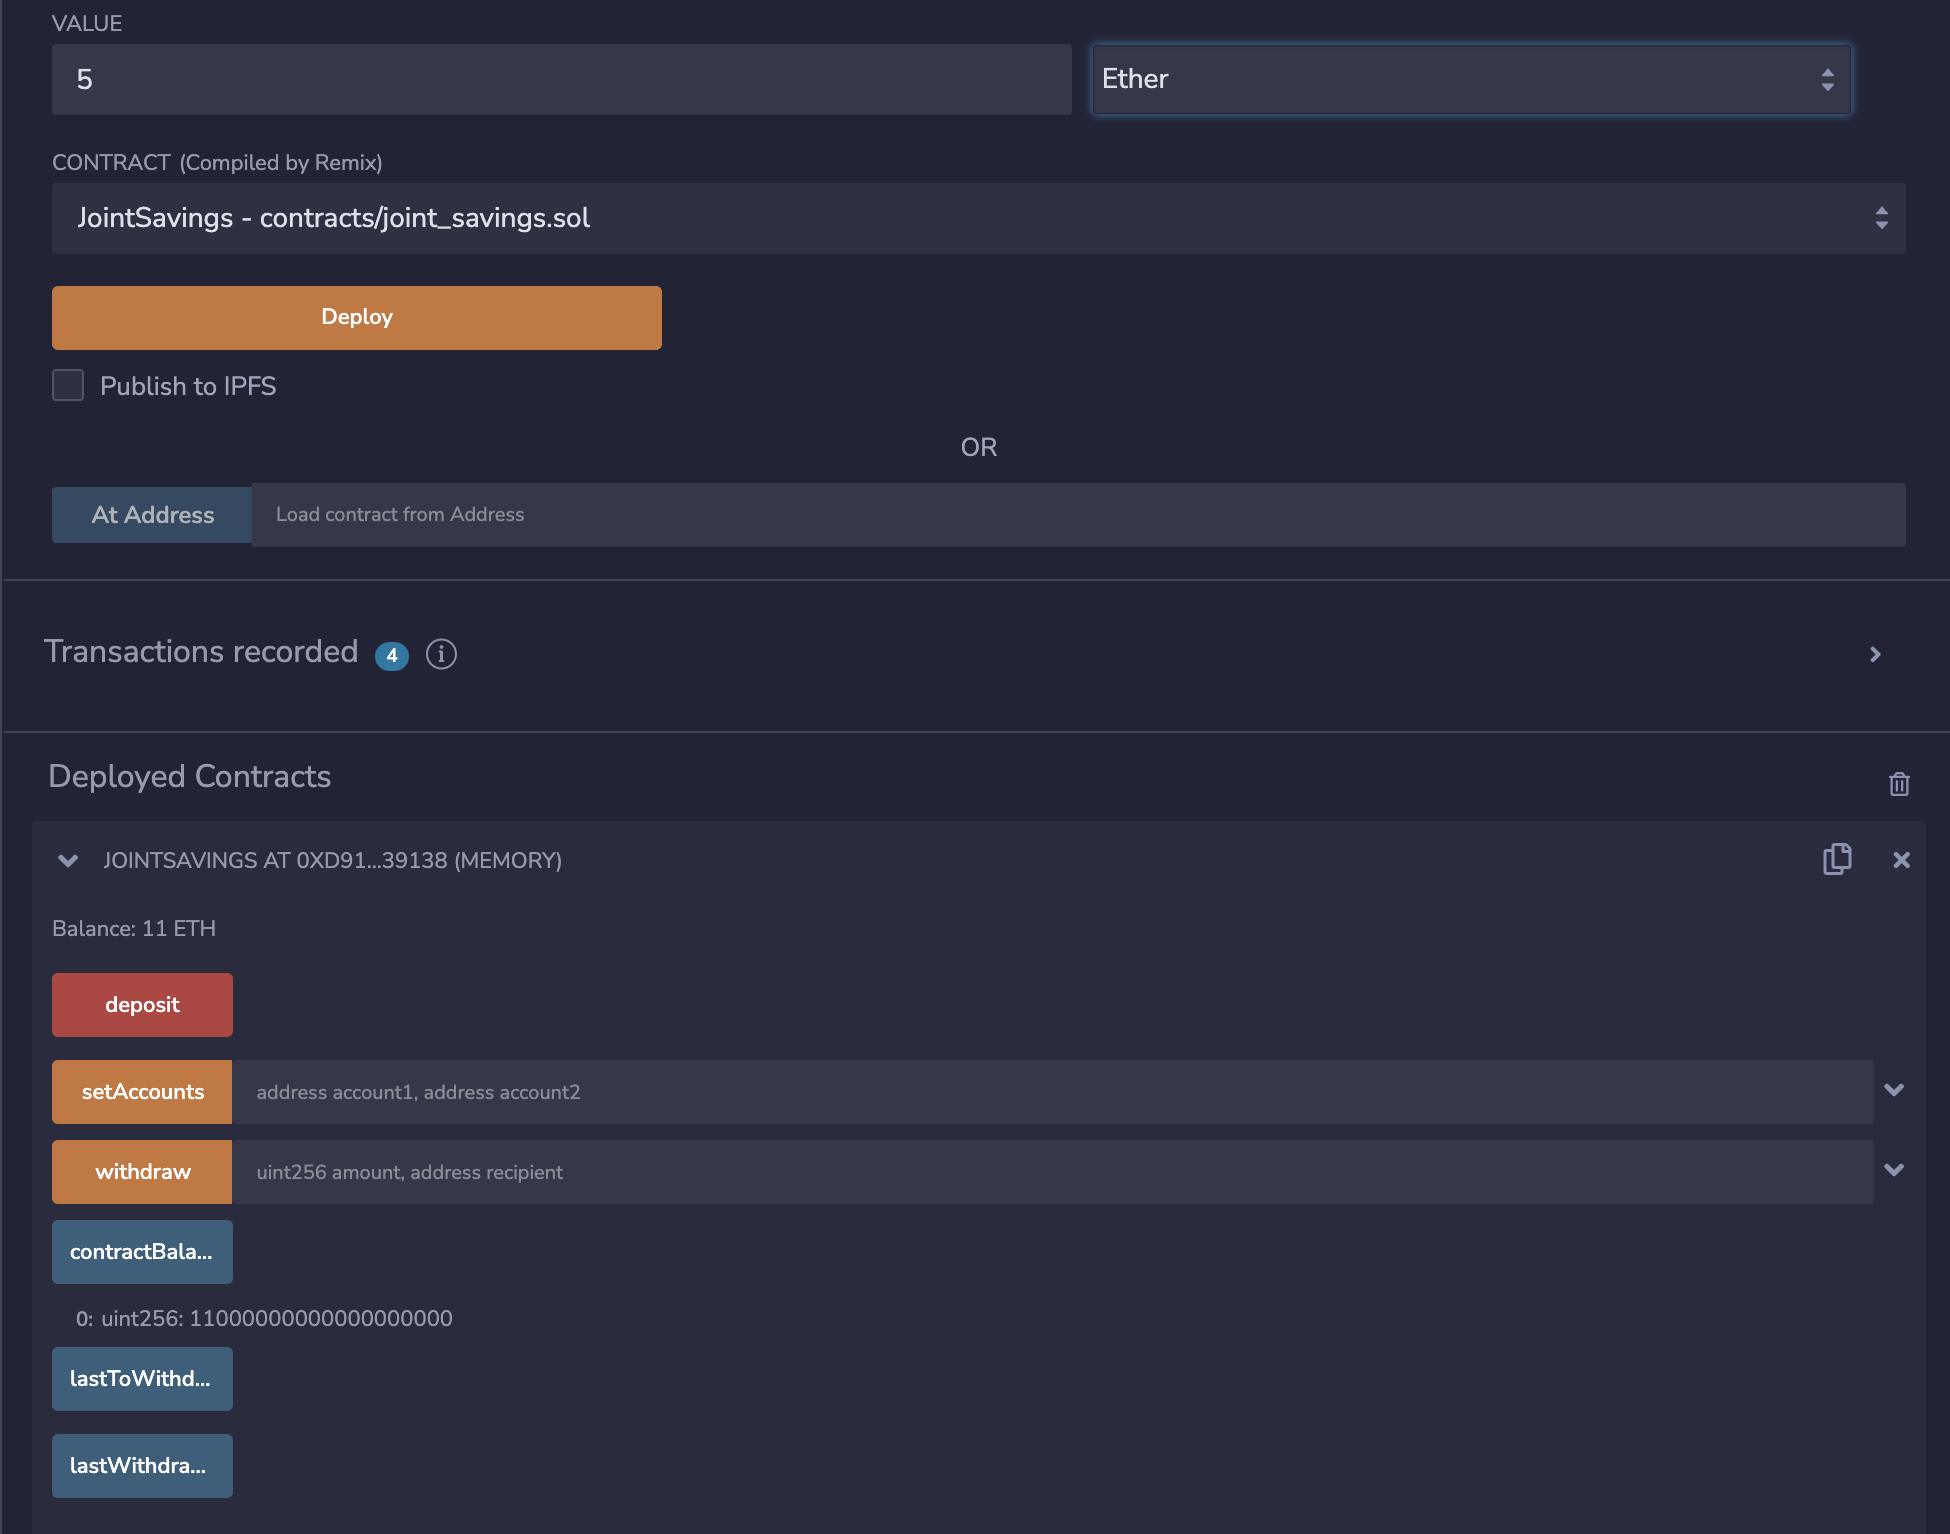 VALUE
5
Ether
CONTRACT (Compiled by Remix)
JointSavings - contracts/joint_savings.sol
Deploy
Publish to IPFS
OR
At Address
Load contract from Address
Transactions recorded 4 i
Deployed Contracts
JOINTSAVINGS AT 0XD91...39138 (MEMORY)
Balance: 11 ETH
deposit
setAccounts
address account1, address account2
withdraw
uint256 amount, address recipient
contractBala...
0: uint256: 11000000000000000000
lastToWithd...
lastWithdra...